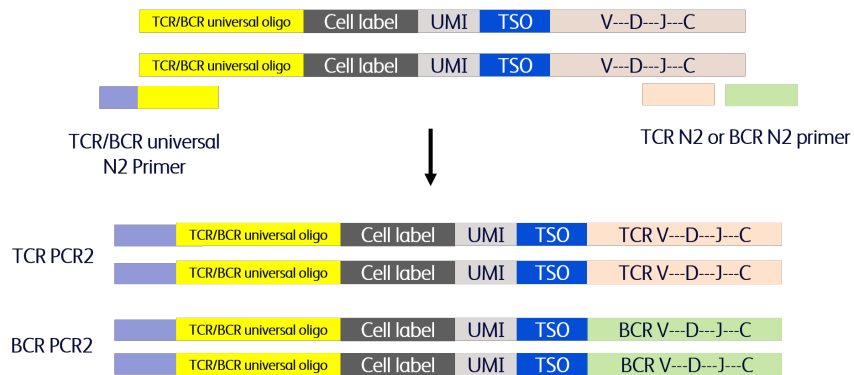 TCR/BCR universal oligo Cell label UMI TSO V---D---J---C
TCR/BCR universal oligo Cell label UMI TSO V---D---J---C
TCR/BCR universal
N2 Primer
TCR N2 or BCR N2 primer
TCR PCR2
TCR/BCR universal oligo Cell label UMI TSO TCR V---D---J---C
TCR/BCR universal oligo Cell label UMI TSO TCR V---D---J---C
BCR PCR2
TCR/BCR universal oligo Cell label UMI TSO BCR V---D---J---C
TCR/BCR universal oligo Cell label UMI TSO BCR V---D---J---C